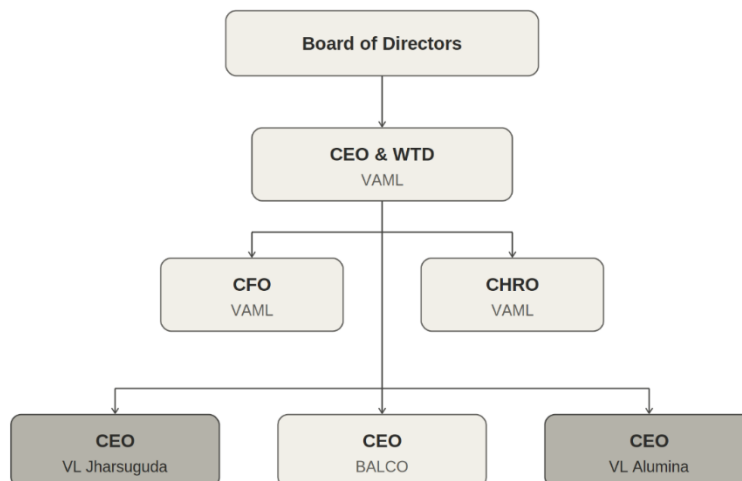 Board of Directors
CEO & WTD
VAML
CFO
VAML
CHRO
VAML
CEO
VL Jharsuguda
CEO
BALCO
CEO
VL Alumina